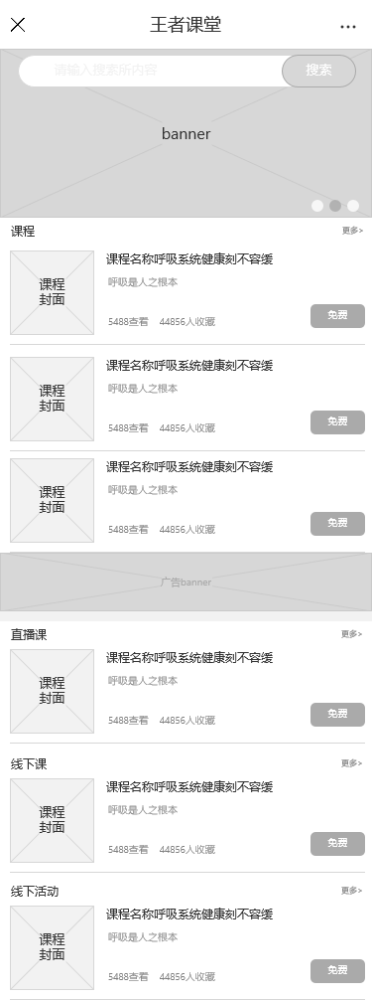 王者课堂
请输入搜索所内容
搜索
banner
课程
更多>
课程封面
课程名称呼吸系统健康刻不容缓
呼吸是人之根本
5488查看 44856人收藏
免费
课程封面
课程名称呼吸系统健康刻不容缓
呼吸是人之根本
5488查看 44856人收藏
免费
课程封面
课程名称呼吸系统健康刻不容缓
呼吸是人之根本
5488查看 44856人收藏
免费
广告banner
直播课
更多>
课程封面
课程名称呼吸系统健康刻不容缓
呼吸是人之根本
5488查看 44856人收藏
免费
线下课
更多>
课程封面
课程名称呼吸系统健康刻不容缓
呼吸是人之根本
5488查看 44856人收藏
免费
线下活动
更多>
课程封面
课程名称呼吸系统健康刻不容缓
呼吸是人之根本
5488查看 44856人收藏
免费